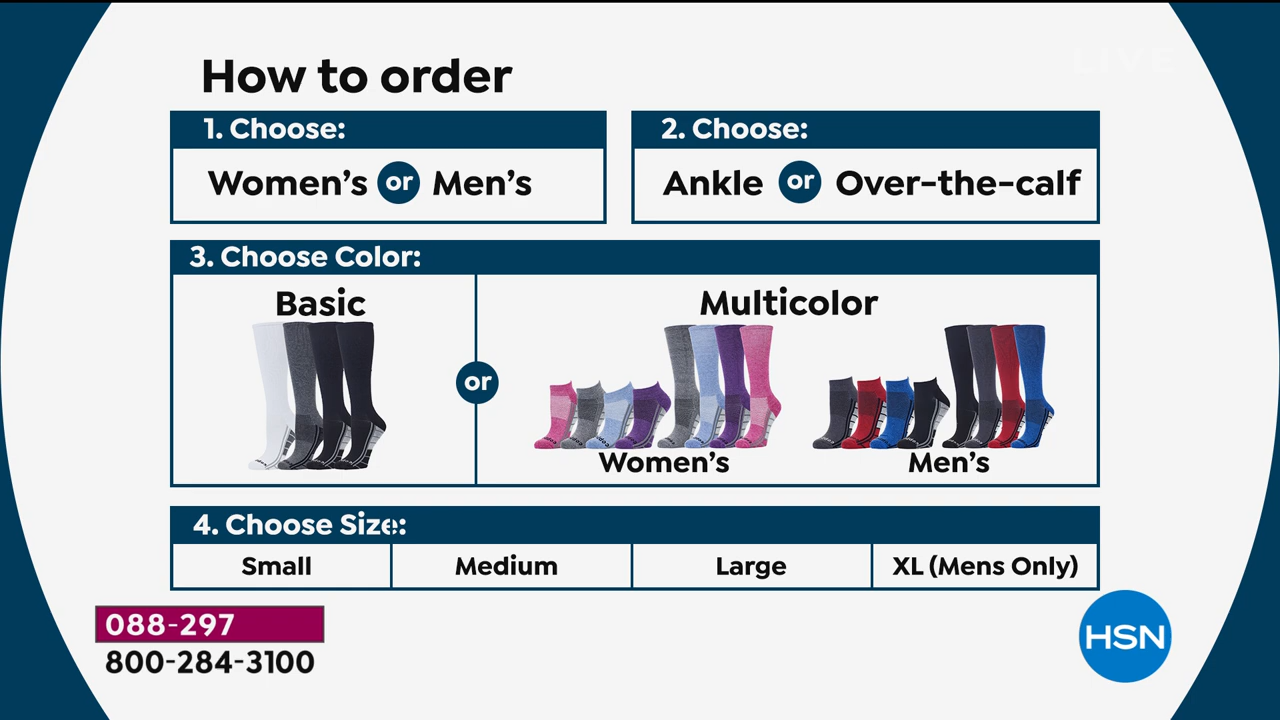 LIVE
How to order
1. Choose:
Women's or Men's
2. Choose:
Ankle or Over-the-calf
3. Choose Color:
Basic
or
Multicolor
Women's
Men's
4. Choose Size:
Small
Medium
Large
XL (Mens Only)
088-297
800-284-3100
HSN